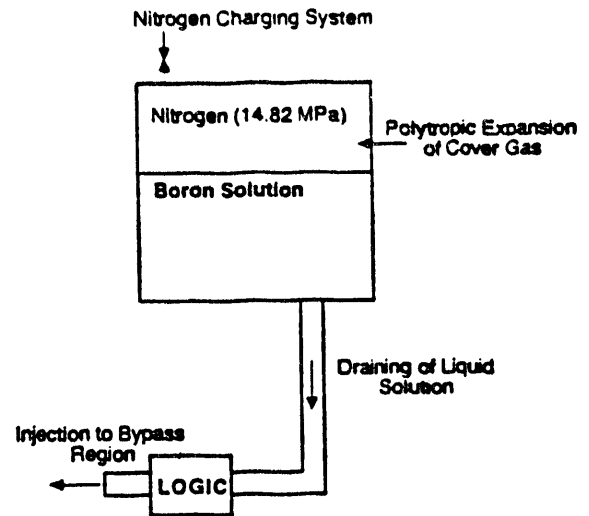 Nitrogen Charging System
Nitrogen (14.82 MPa)
Polytropic Expansion
of Cover Gas
Boron Solution
Draining of Liquid
Solution
Injection to Bypass
Region
LOGIC